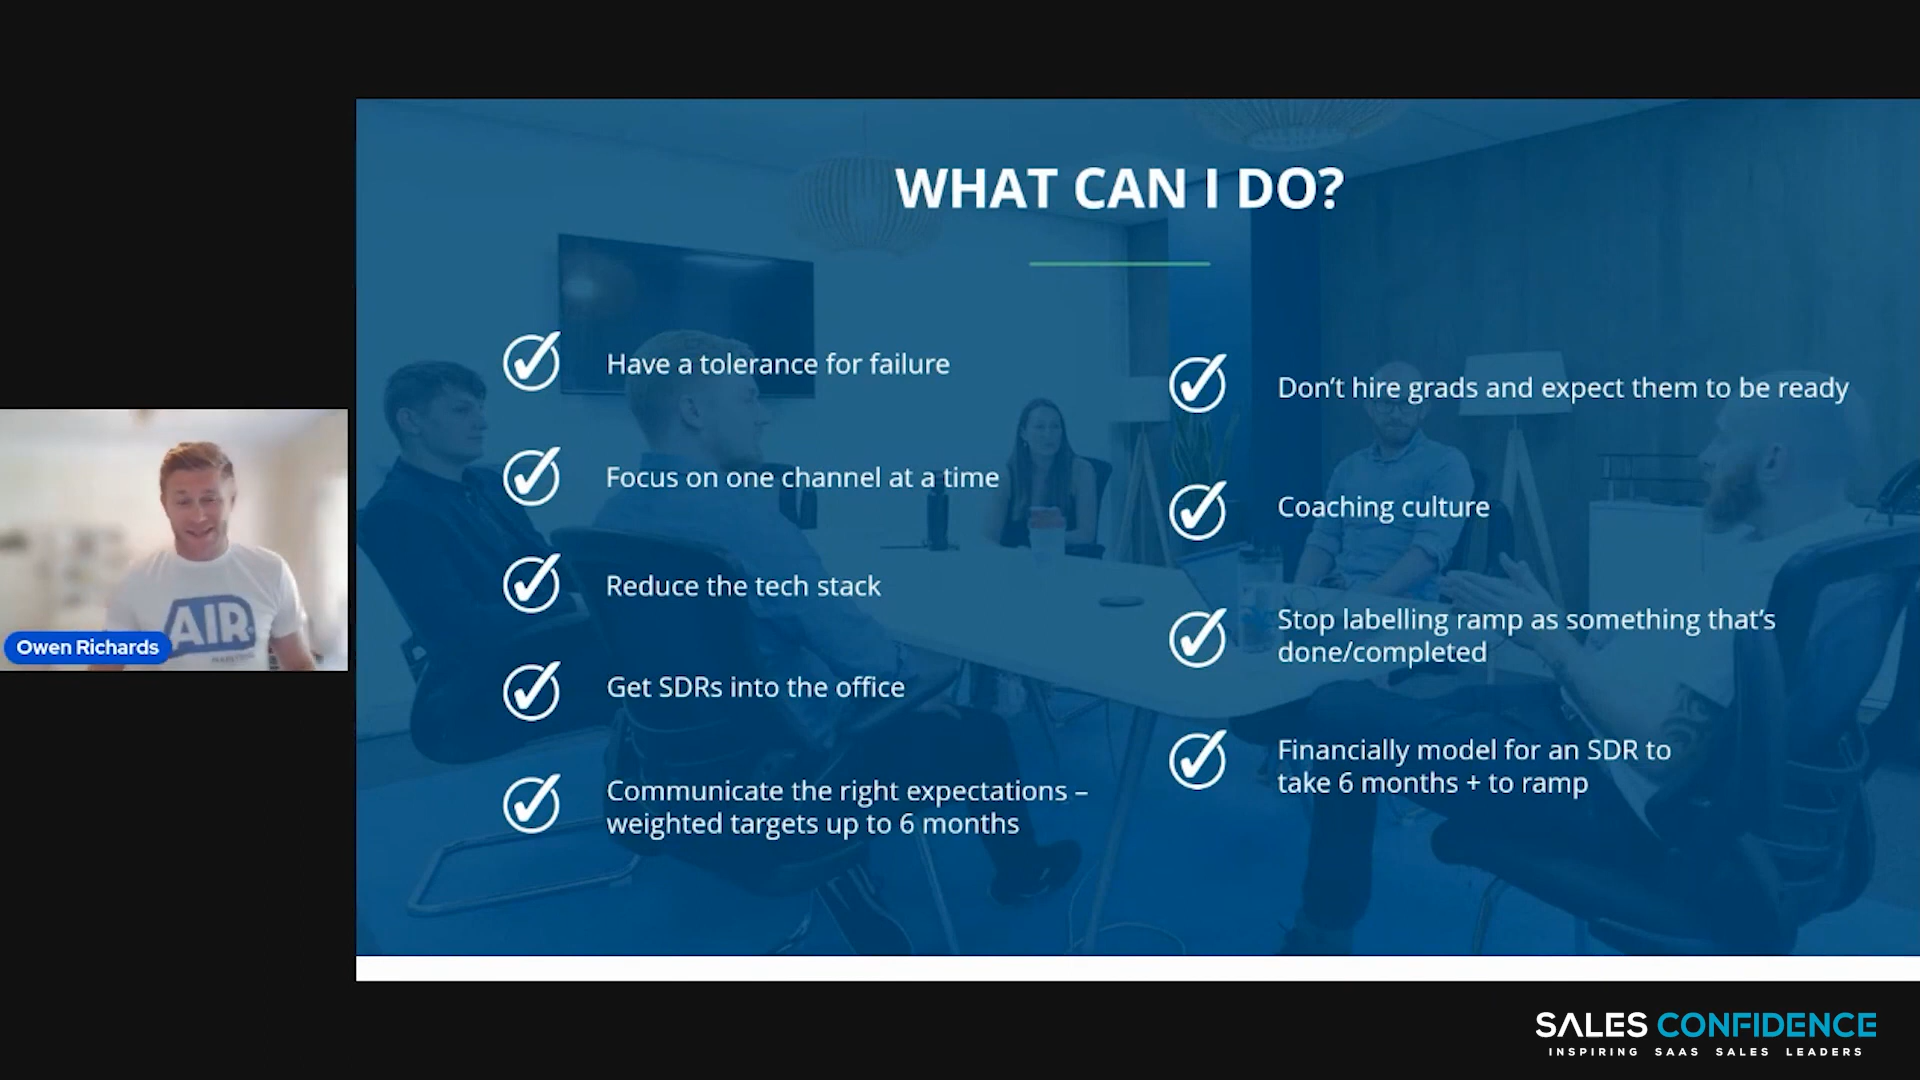 WHAT CAN I DO?
Have a tolerance for failure
Focus on one channel at a time
Reduce the tech stack
Get SDRs into the office
Communicate the right expectations –
weighted targets up to 6 months
Don't hire grads and expect them to be ready
Coaching culture
Stop labelling ramp as something that's
done/completed
Financially model for an SDR to
take 6 months + to ramp
AIR
Owen Richards
SALES CONFIDENCE
INSPIRING SAAS SALES LEADERS